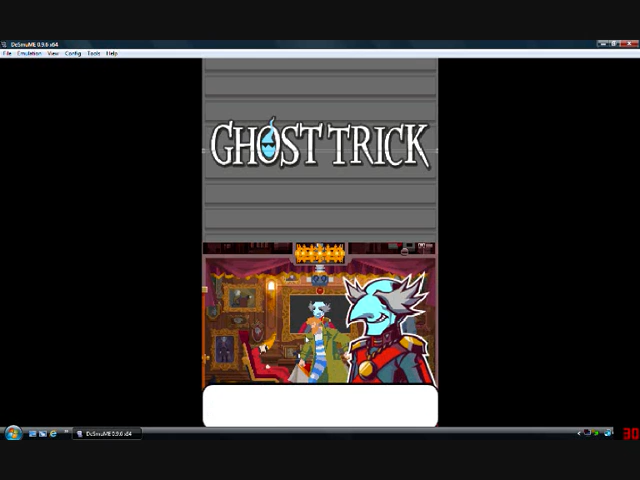 DeSmuME 0.9.6 x64
File Emulation View Config Tools Help
GHOST TRICK
DeSmuME 0.9.6 x64
30